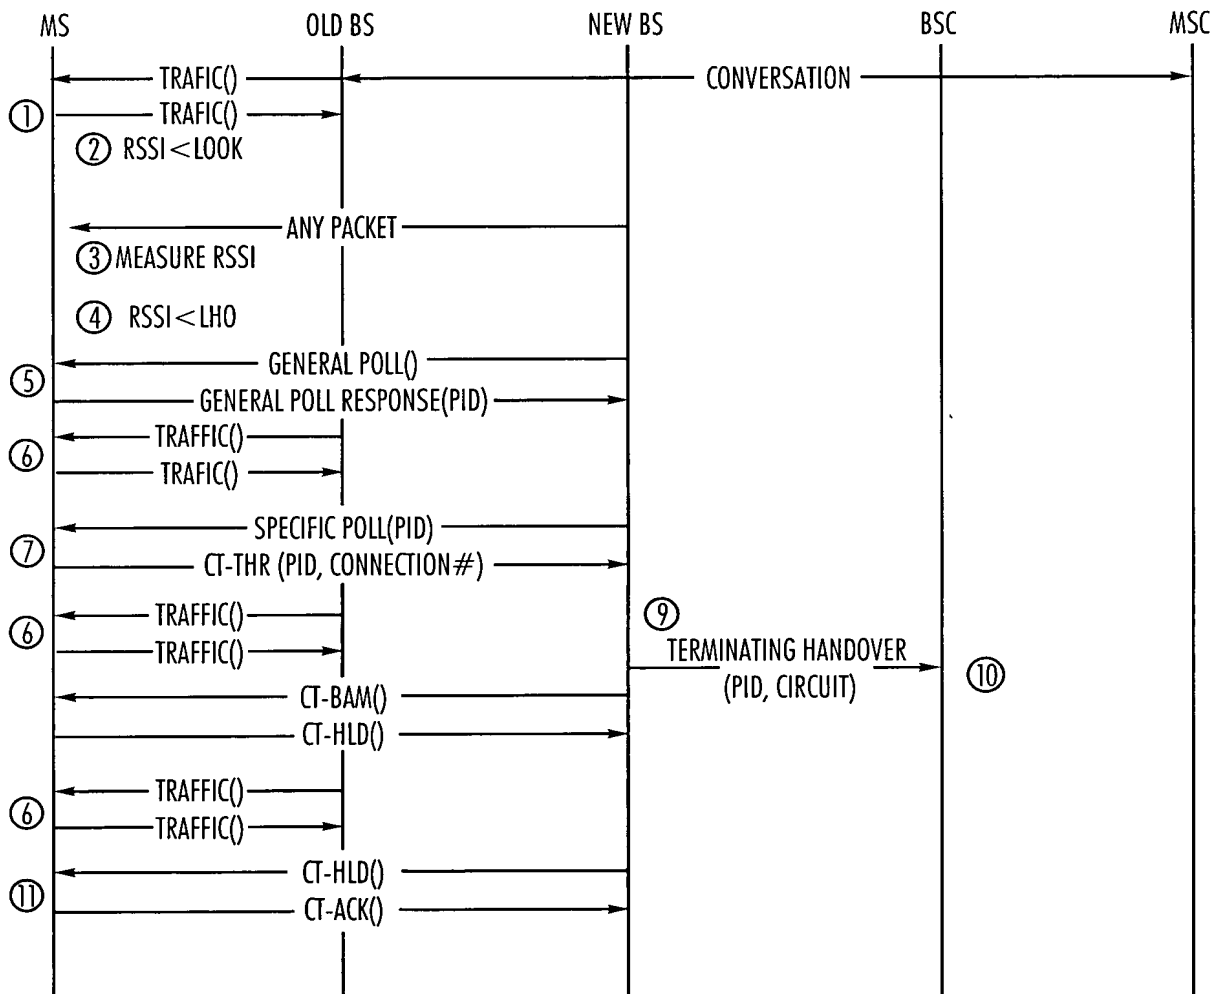 MS OLD BS NEW BS BSC MSC
TRAFIC() CONVERSATION
① TRAFIC()
② RSSI<LOOK
ANY PACKET
③ MEASURE RSSI
④ RSSI<LHO
GENERAL POLL()
⑤
GENERAL POLL RESPONSE(PID)
TRAFFIC()
⑥
TRAFIC()
SPECIFIC POLL(PID)
⑦
CT-THR (PID, CONNECTION#)
TRAFFIC() ⑨
⑥
TRAFFIC() TERMINATING HANDOVER
(PID, CIRCUIT) ⑩
CT-BAM()
CT-HLD()
TRAFFIC()
⑥
TRAFFIC()
CT-HLD()
⑪
CT-ACK()